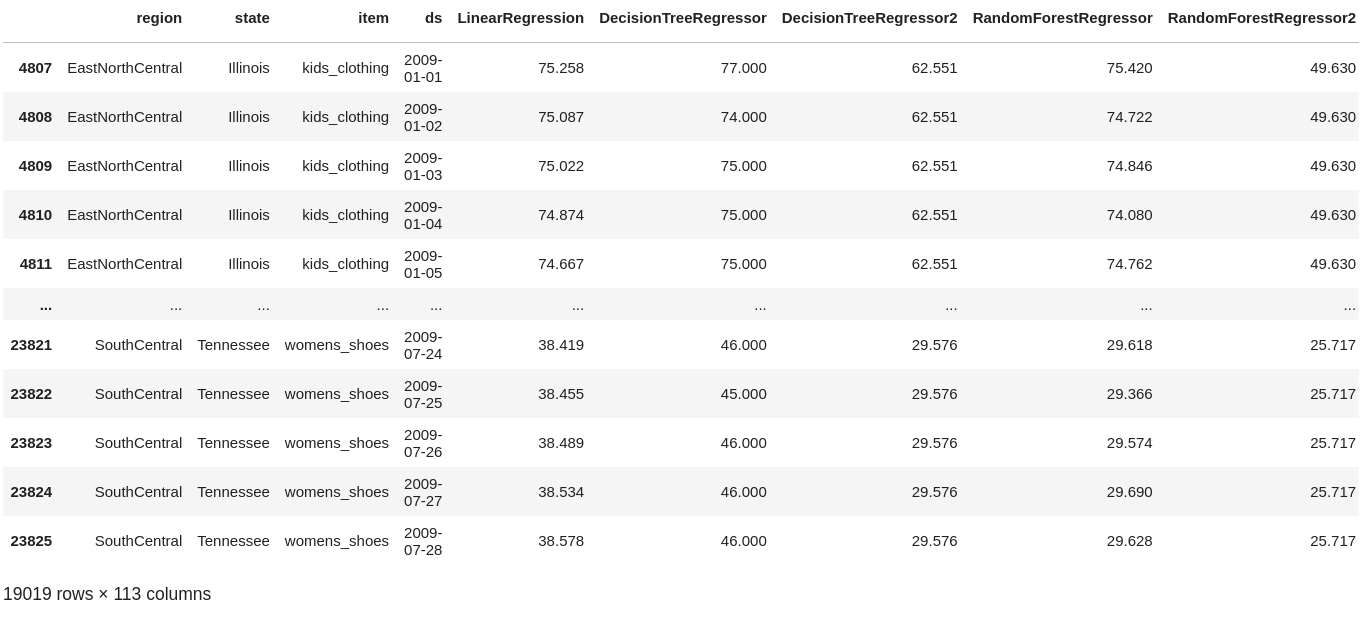 region state item ds LinearRegression DecisionTreeRegressor DecisionTreeRegressor2 RandomForestRegressor RandomForestRegressor2
4807 EastNorthCentral Illinois kids_clothing 2009-01-01 75.258 77.000 62.551 75.420 49.630
4808 EastNorthCentral Illinois kids_clothing 2009-01-02 75.087 74.000 62.551 74.722 49.630
4809 EastNorthCentral Illinois kids_clothing 2009-01-03 75.022 75.000 62.551 74.846 49.630
4810 EastNorthCentral Illinois kids_clothing 2009-01-04 74.874 75.000 62.551 74.080 49.630
4811 EastNorthCentral Illinois kids_clothing 2009-01-05 74.667 75.000 62.551 74.762 49.630
... ... ... ... ... ... ... ... ... ...
23821 SouthCentral Tennessee womens_shoes 2009-07-24 38.419 46.000 29.576 29.618 25.717
23822 SouthCentral Tennessee womens_shoes 2009-07-25 38.455 45.000 29.576 29.366 25.717
23823 SouthCentral Tennessee womens_shoes 2009-07-26 38.489 46.000 29.576 29.574 25.717
23824 SouthCentral Tennessee womens_shoes 2009-07-27 38.534 46.000 29.576 29.690 25.717
23825 SouthCentral Tennessee womens_shoes 2009-07-28 38.578 46.000 29.576 29.628 25.717
19019 rows × 113 columns